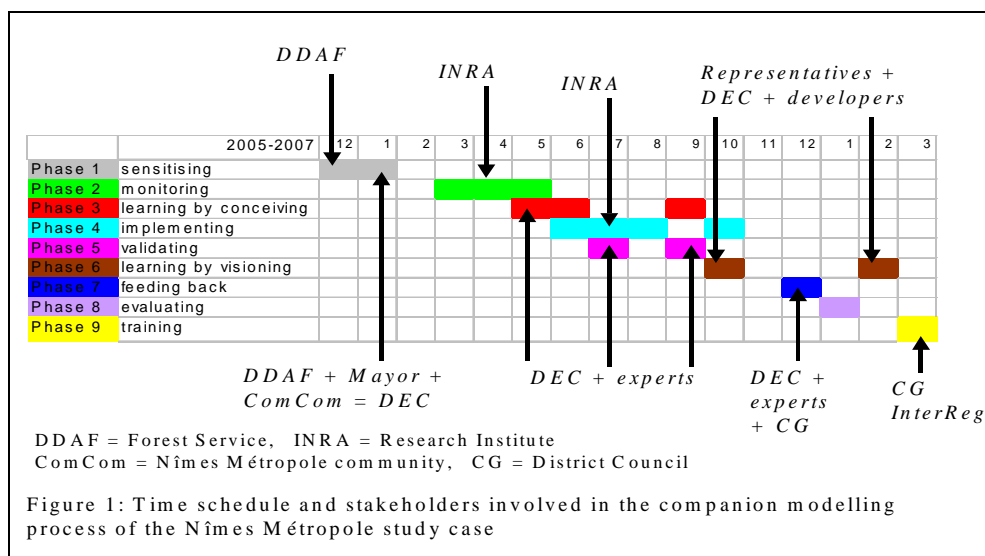 DDAF
INRA
INRA
Representatives +
DEC + developers
2005-2007 12 1 2 3 4 5 6 7 8 9 10 11 12 1 2 3
Phase 1 sensitising
Phase 2 monitoring
Phase 3 learning by conceiving
Phase 4 implementing
Phase 5 validating
Phase 6 learning by visioning
Phase 7 feeding back
Phase 8 evaluating
Phase 9 training
DDAF + Mayor +
ComCom = DEC
DEC + experts
DEC +
experts
+ CG
CG
InterReg
DDAF = Forest Service, INRA = Research Institute
ComCom = Nîmes Métropole community, CG = District Council
Figure 1: Time schedule and stakeholders involved in the companion modelling
process of the Nîmes Métropole study case